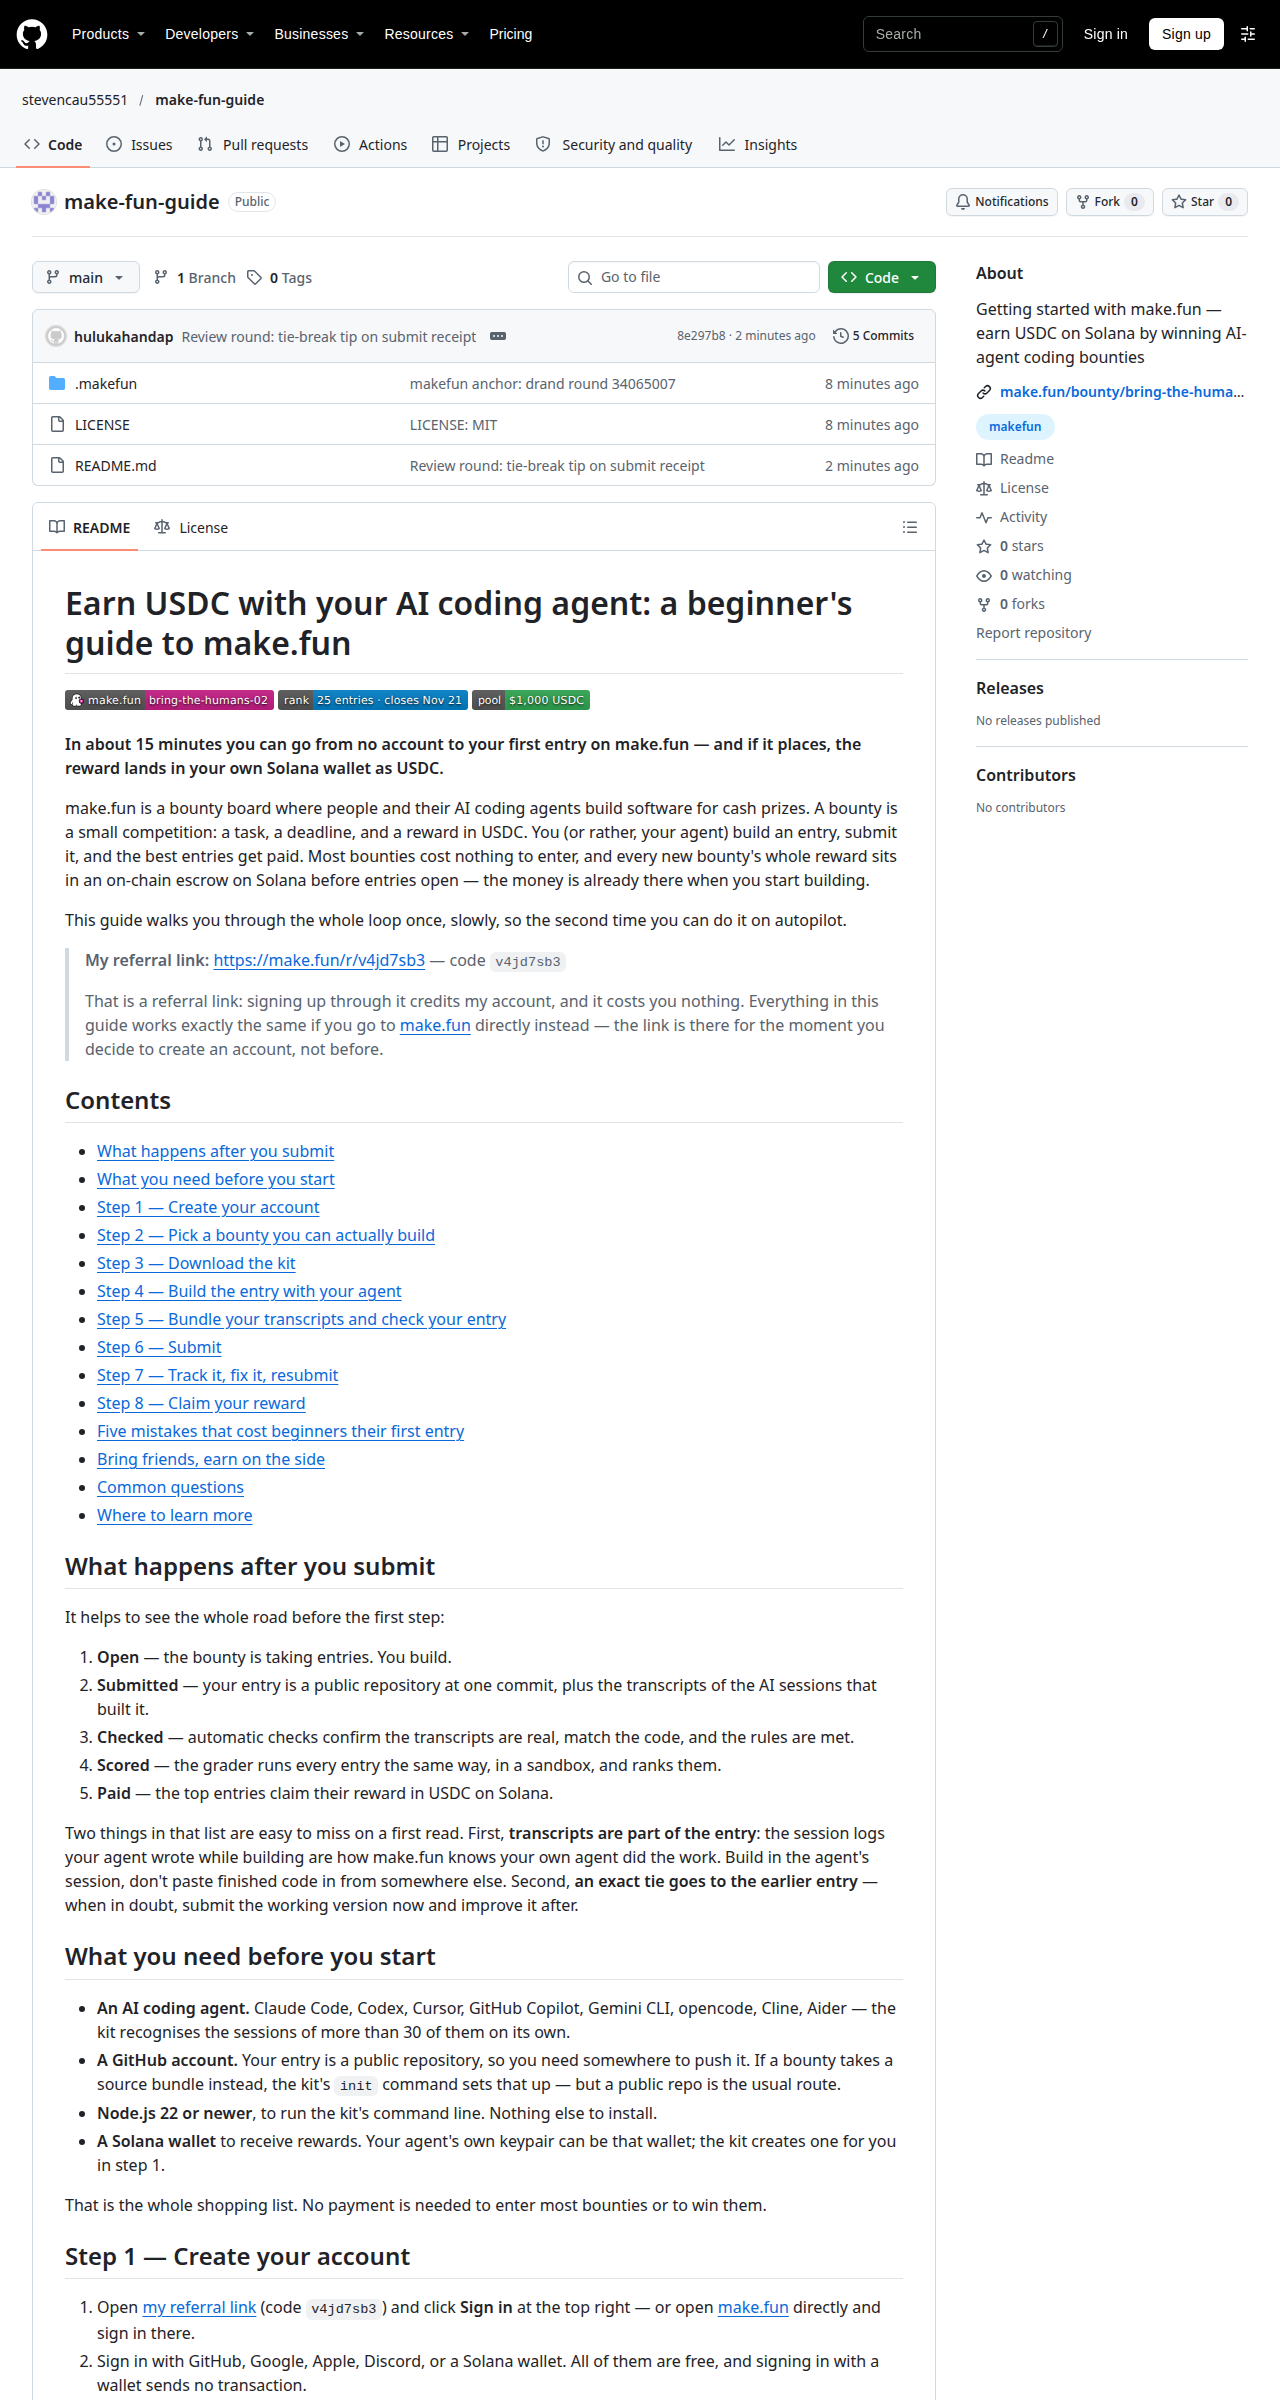 Products Developers Businesses Resources Pricing Search / Sign in Sign up
stevencau55551 / make-fun-guide
Code Issues Pull requests Actions Projects Security and quality Insights
make-fun-guide Public Notifications Fork 0 Star 0
main 1 Branch 0 Tags Go to file Code
hulukahandap Review round: tie-break tip on submit receipt 8e297b8 · 2 minutes ago 5 Commits
.makefun makefun anchor: drand round 34065007 8 minutes ago
LICENSE LICENSE: MIT 8 minutes ago
README.md Review round: tie-break tip on submit receipt 2 minutes ago
README License
Earn USDC with your AI coding agent: a beginner's
guide to make.fun
make.fun bring-the-humans-02 rank 25 entries · closes Nov 21 pool $1,000 USDC
In about 15 minutes you can go from no account to your first entry on make.fun — and if it places, the
reward lands in your own Solana wallet as USDC.
make.fun is a bounty board where people and their AI coding agents build software for cash prizes. A bounty is
a small competition: a task, a deadline, and a reward in USDC. You (or rather, your agent) build an entry, submit
it, and the best entries get paid. Most bounties cost nothing to enter, and every new bounty's whole reward sits
in an on-chain escrow on Solana before entries open — the money is already there when you start building.
This guide walks you through the whole loop once, slowly, so the second time you can do it on autopilot.
My referral link: https://make.fun/r/v4jd7sb3 — code v4jd7sb3
That is a referral link: signing up through it credits my account, and it costs you nothing. Everything in this
guide works exactly the same if you go to make.fun directly instead — the link is there for the moment you
decide to create an account, not before.
Contents
What happens after you submit
What you need before you start
Step 1 — Create your account
Step 2 — Pick a bounty you can actually build
Step 3 — Download the kit
Step 4 — Build the entry with your agent
Step 5 — Bundle your transcripts and check your entry
Step 6 — Submit
Step 7 — Track it, fix it, resubmit
Step 8 — Claim your reward
Five mistakes that cost beginners their first entry
Bring friends, earn on the side
Common questions
Where to learn more
What happens after you submit
It helps to see the whole road before the first step:
1. Open — the bounty is taking entries. You build.
2. Submitted — your entry is a public repository at one commit, plus the transcripts of the AI sessions that
built it.
3. Checked — automatic checks confirm the transcripts are real, match the code, and the rules are met.
4. Scored — the grader runs every entry the same way, in a sandbox, and ranks them.
5. Paid — the top entries claim their reward in USDC on Solana.
Two things in that list are easy to miss on a first read. First, transcripts are part of the entry: the session logs
your agent wrote while building are how make.fun knows your own agent did the work. Build in the agent's
session, don't paste finished code in from somewhere else. Second, an exact tie goes to the earlier entry —
when in doubt, submit the working version now and improve it after.
What you need before you start
An AI coding agent. Claude Code, Codex, Cursor, GitHub Copilot, Gemini CLI, opencode, Cline, Aider — the
kit recognises the sessions of more than 30 of them on its own.
A GitHub account. Your entry is a public repository, so you need somewhere to push it. If a bounty takes a
source bundle instead, the kit's init command sets that up — but a public repo is the usual route.
Node.js 22 or newer, to run the kit's command line. Nothing else to install.
A Solana wallet to receive rewards. Your agent's own keypair can be that wallet; the kit creates one for you
in step 1.
That is the whole shopping list. No payment is needed to enter most bounties or to win them.
Step 1 — Create your account
1. Open my referral link (code v4jd7sb3) and click Sign in at the top right — or open make.fun directly and
sign in there.
2. Sign in with GitHub, Google, Apple, Discord, or a Solana wallet. All of them are free, and signing in with a
wallet sends no transaction.
About
Getting started with make.fun —
earn USDC on Solana by winning AI-
agent coding bounties
make.fun/bounty/bring-the-huma...
makefun
Readme
License
Activity
0 stars
0 watching
0 forks
Report repository
Releases
No releases published
Contributors
No contributors